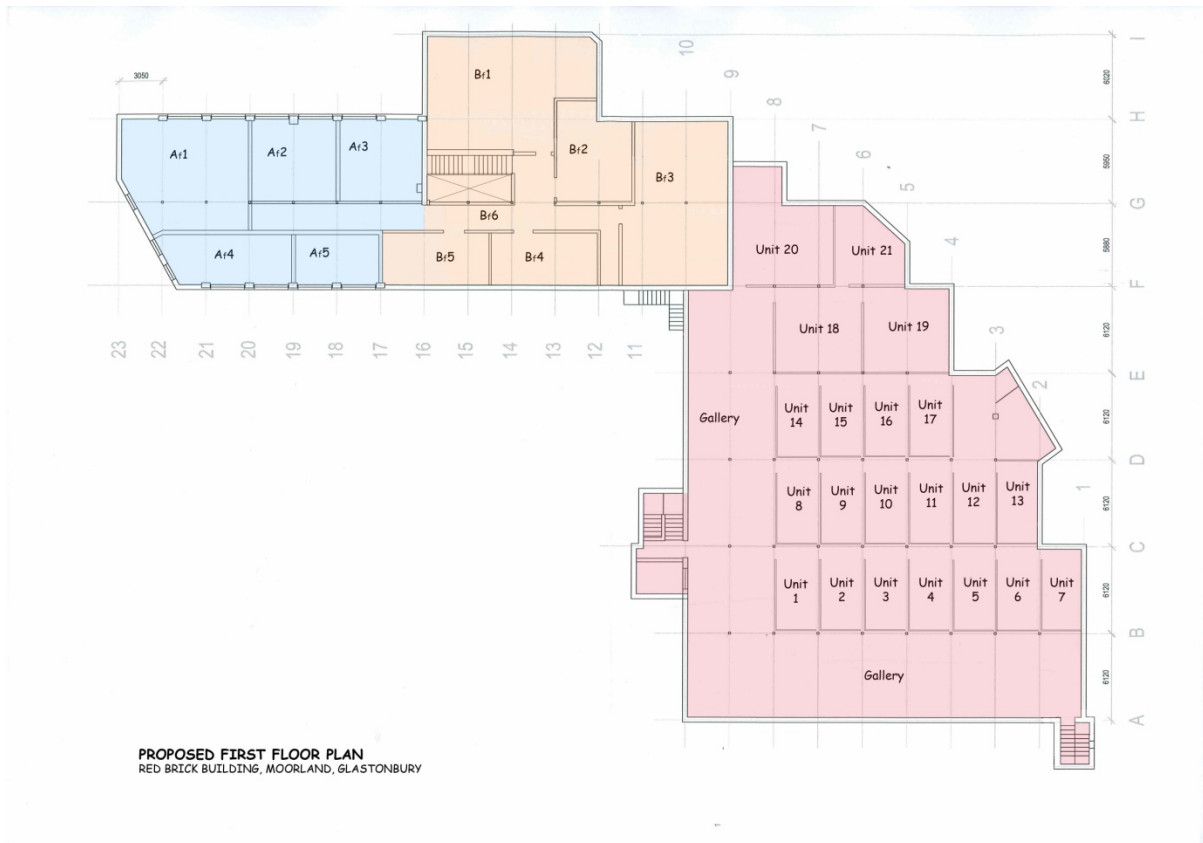 I
10
Bf1
9
3050
6020
8
H
7
Af1
Af2
Af3
Bf2
6
Bf3
5950
5
G
Bf6
4
Unit 20
Unit 21
5880
Af4
Af5
Bf5
Bf4
F
3
Unit 18
Unit 19
6120
23
22
21
20
19
18
17
16
15
14
13
12
11
E
2
Gallery
Unit
14
Unit
15
Unit
16
Unit
17
6120
D
1
Unit
8
Unit
9
Unit
10
Unit
11
Unit
12
Unit
13
6120
C
Unit
1
Unit
2
Unit
3
Unit
4
Unit
5
Unit
6
Unit
7
6120
B
Gallery
6120
A
PROPOSED FIRST FLOOR PLAN
RED BRICK BUILDING, MOORLAND, GLASTONBURY